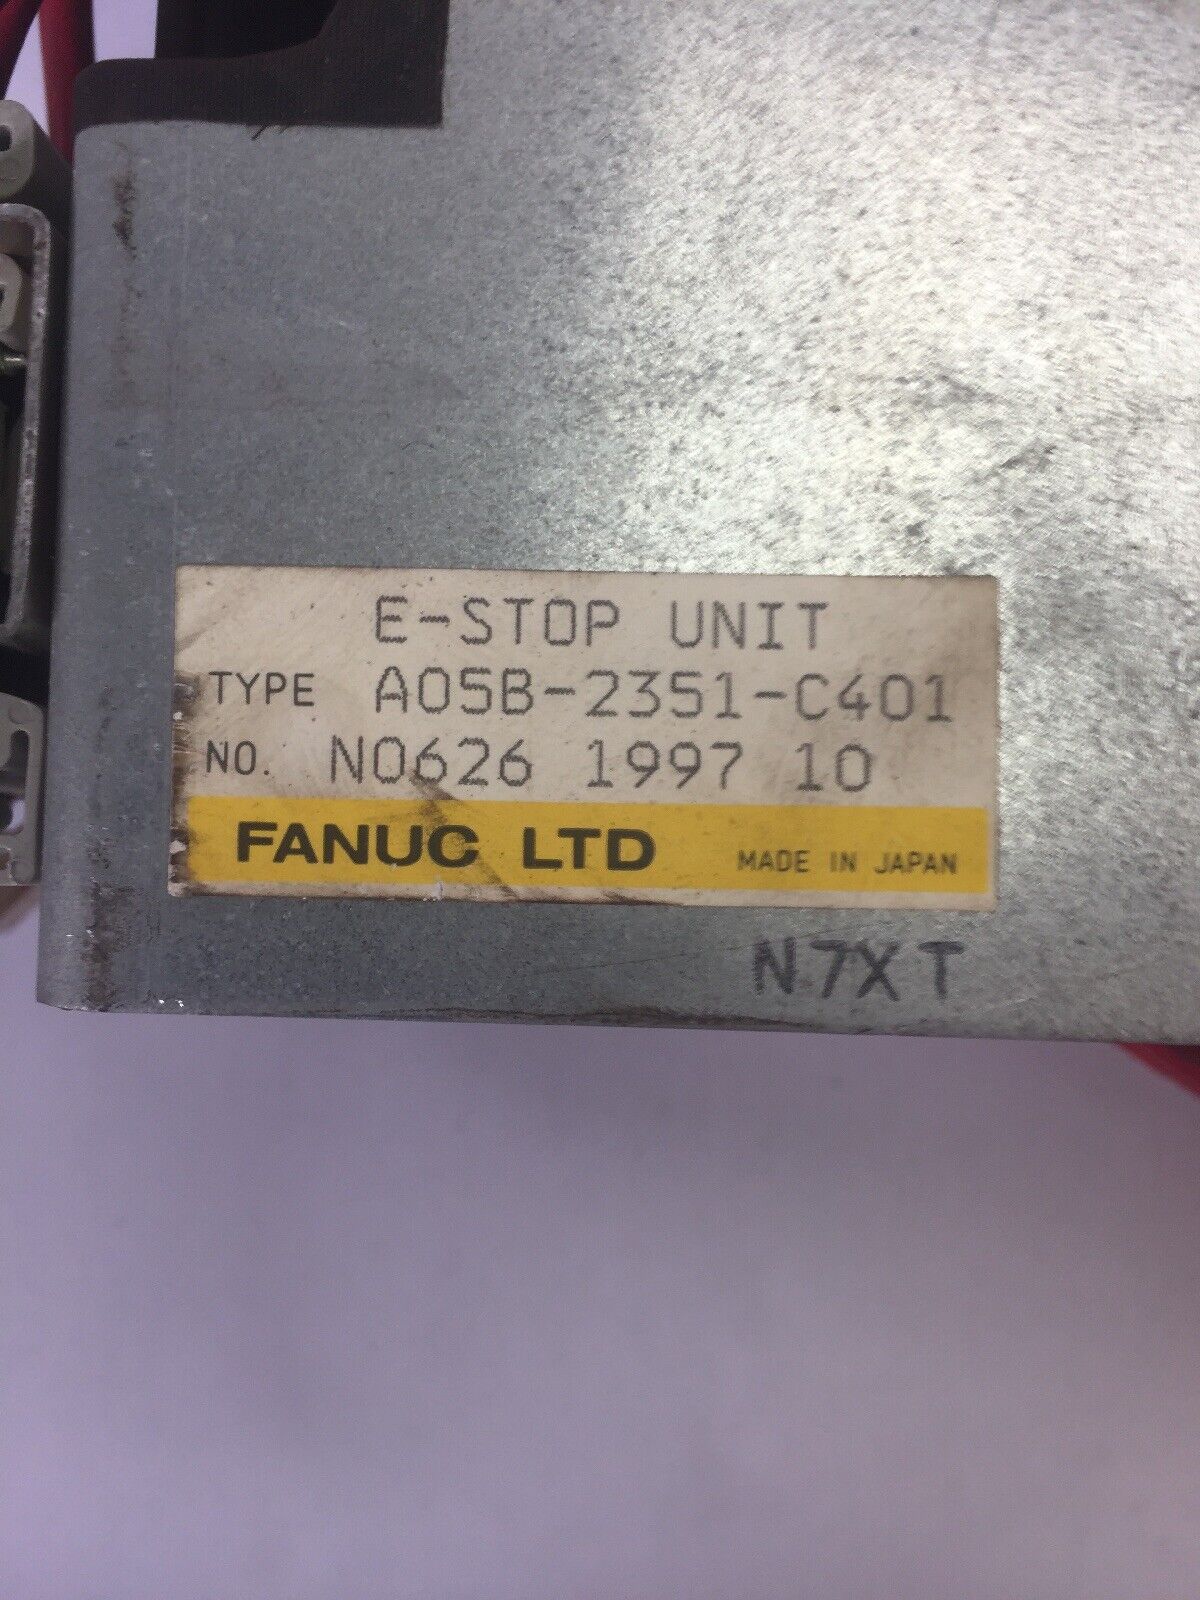 E-STOP UNIT
TYPE A05B-2351-C401
NO. N0626 1997 10
FANUC LTD MADE IN JAPAN
N7XT